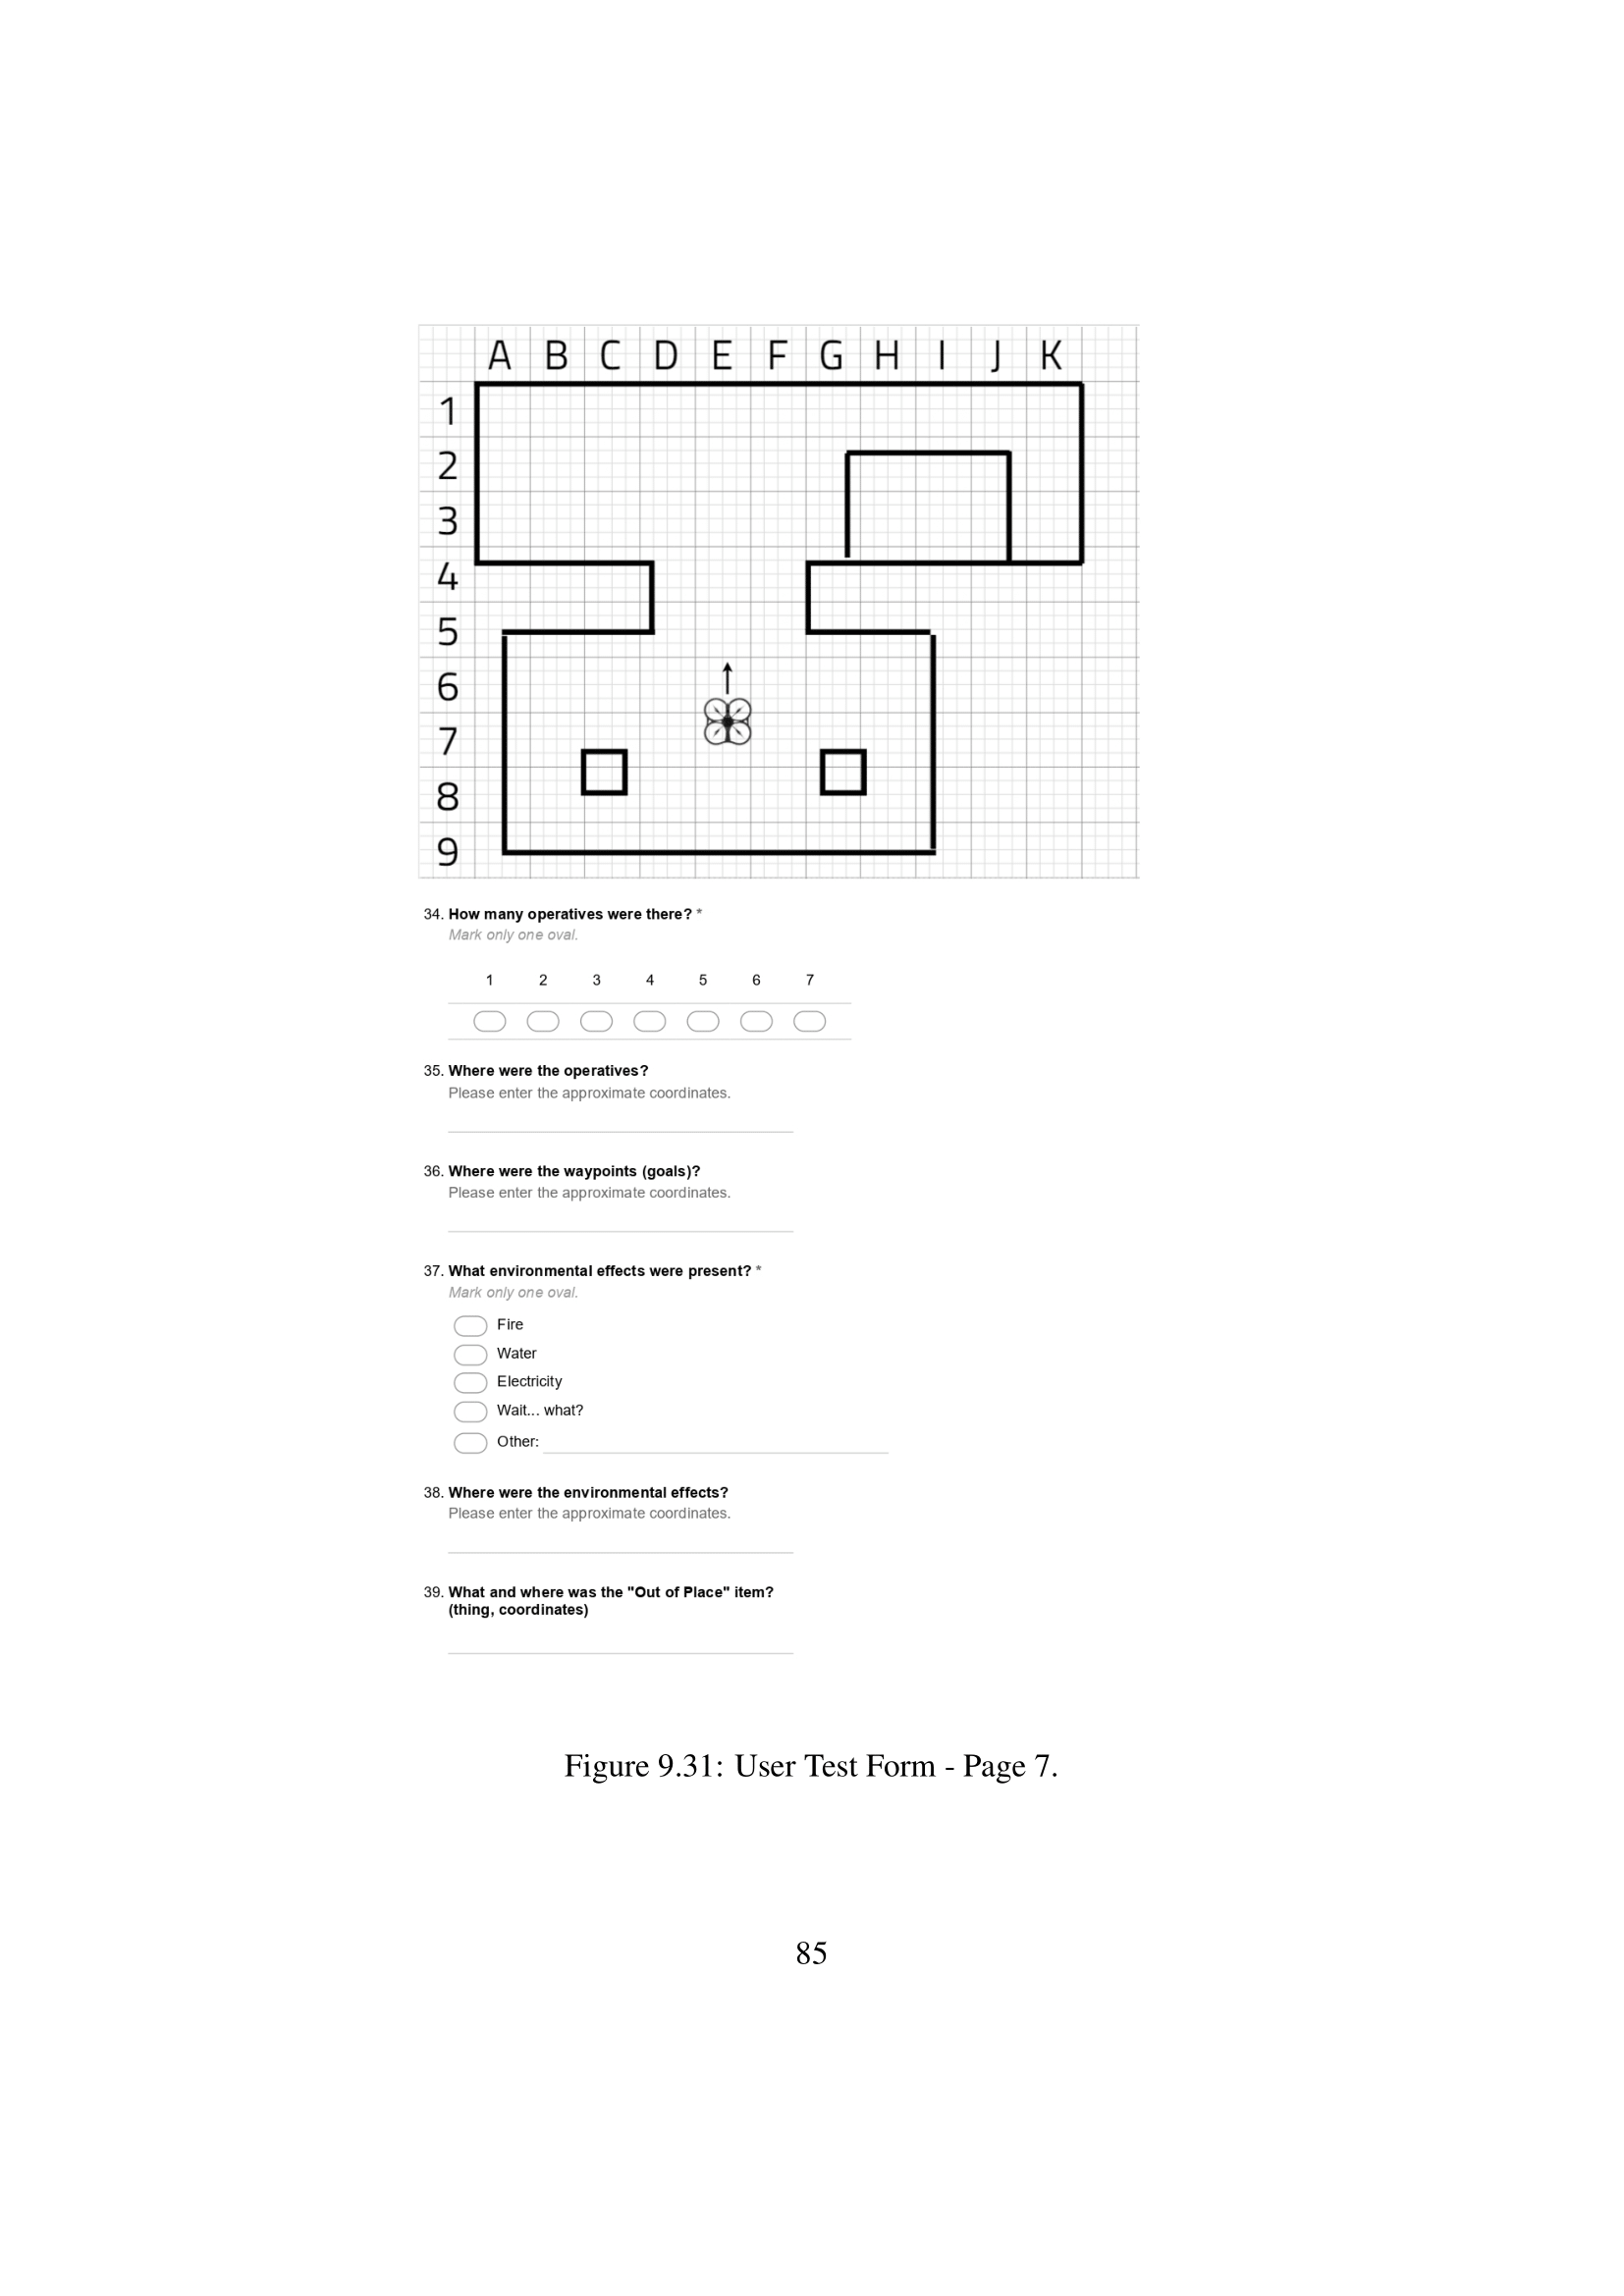 A B C D E F G H I J K
1
2
3
4
5
6
7
8
9
34. How many operatives were there? *
Mark only one oval.
1 2 3 4 5 6 7
35. Where were the operatives?
Please enter the approximate coordinates.
36. Where were the waypoints (goals)?
Please enter the approximate coordinates.
37. What environmental effects were present? *
Mark only one oval.
Fire
Water
Electricity
Wait... what?
Other:
38. Where were the environmental effects?
Please enter the approximate coordinates.
39. What and where was the "Out of Place" item?
(thing, coordinates)
Figure 9.31: User Test Form - Page 7.
85